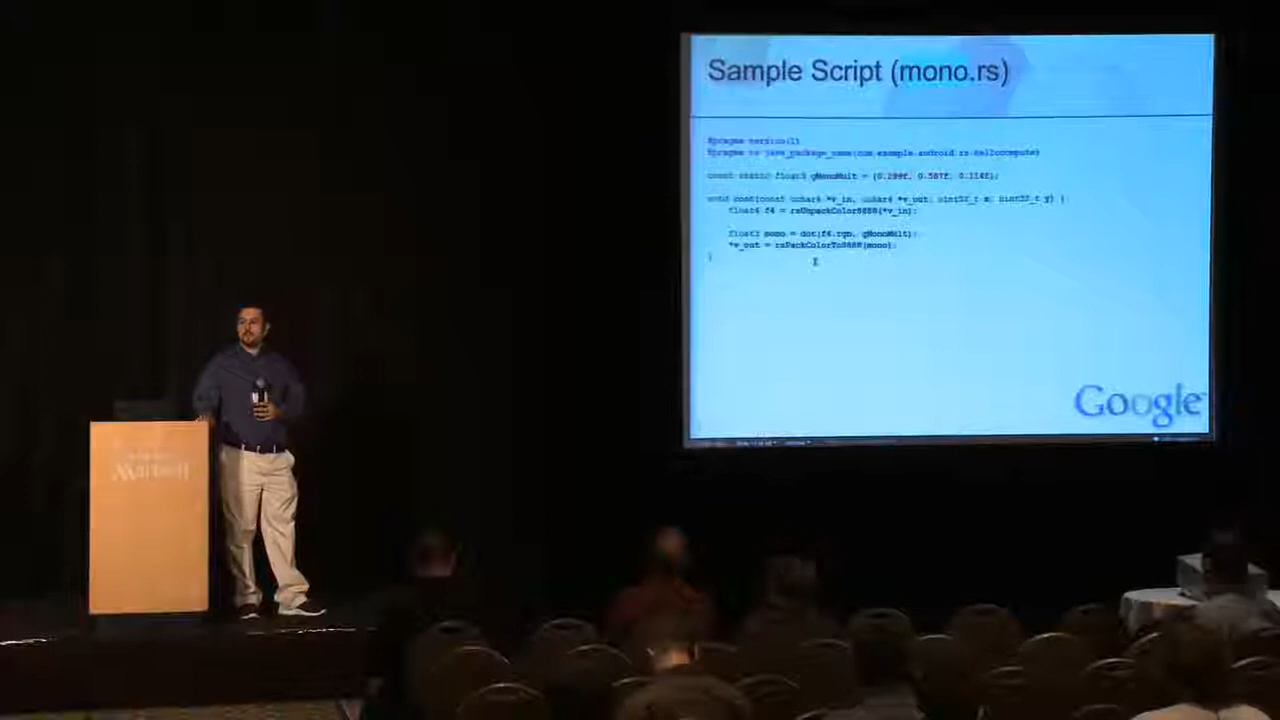 Sample Script (mono.rs)
#pragma version(1)
#pragma rs java_package_name(com.example.android.rs.hellocompute)
const static float3 gMonoMult = {0.299f, 0.587f, 0.114f};
void root(const uchar4 *v_in, uchar4 *v_out, uint32_t x, uint32_t y) {
float4 f4 = rsUnpackColor8888(*v_in);
float3 mono = dot(f4.rgb, gMonoMult);
*v_out = rsPackColorTo8888(mono);
}
Google
Marriott